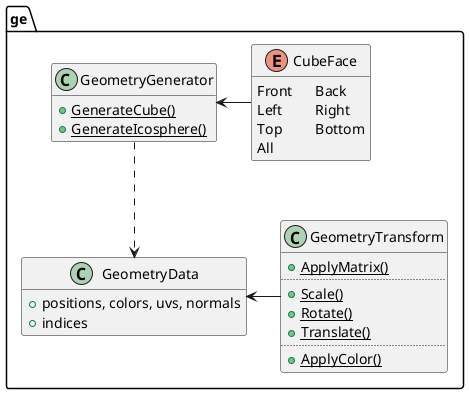 ge
C GeometryGenerator
GenerateCube()
GenerateIcosphere()
E CubeFace
Front Back
Left Right
Top Bottom
All
C GeometryData
positions, colors, uvs, normals
indices
C GeometryTransform
ApplyMatrix()
Scale()
Rotate()
Translate()
ApplyColor()